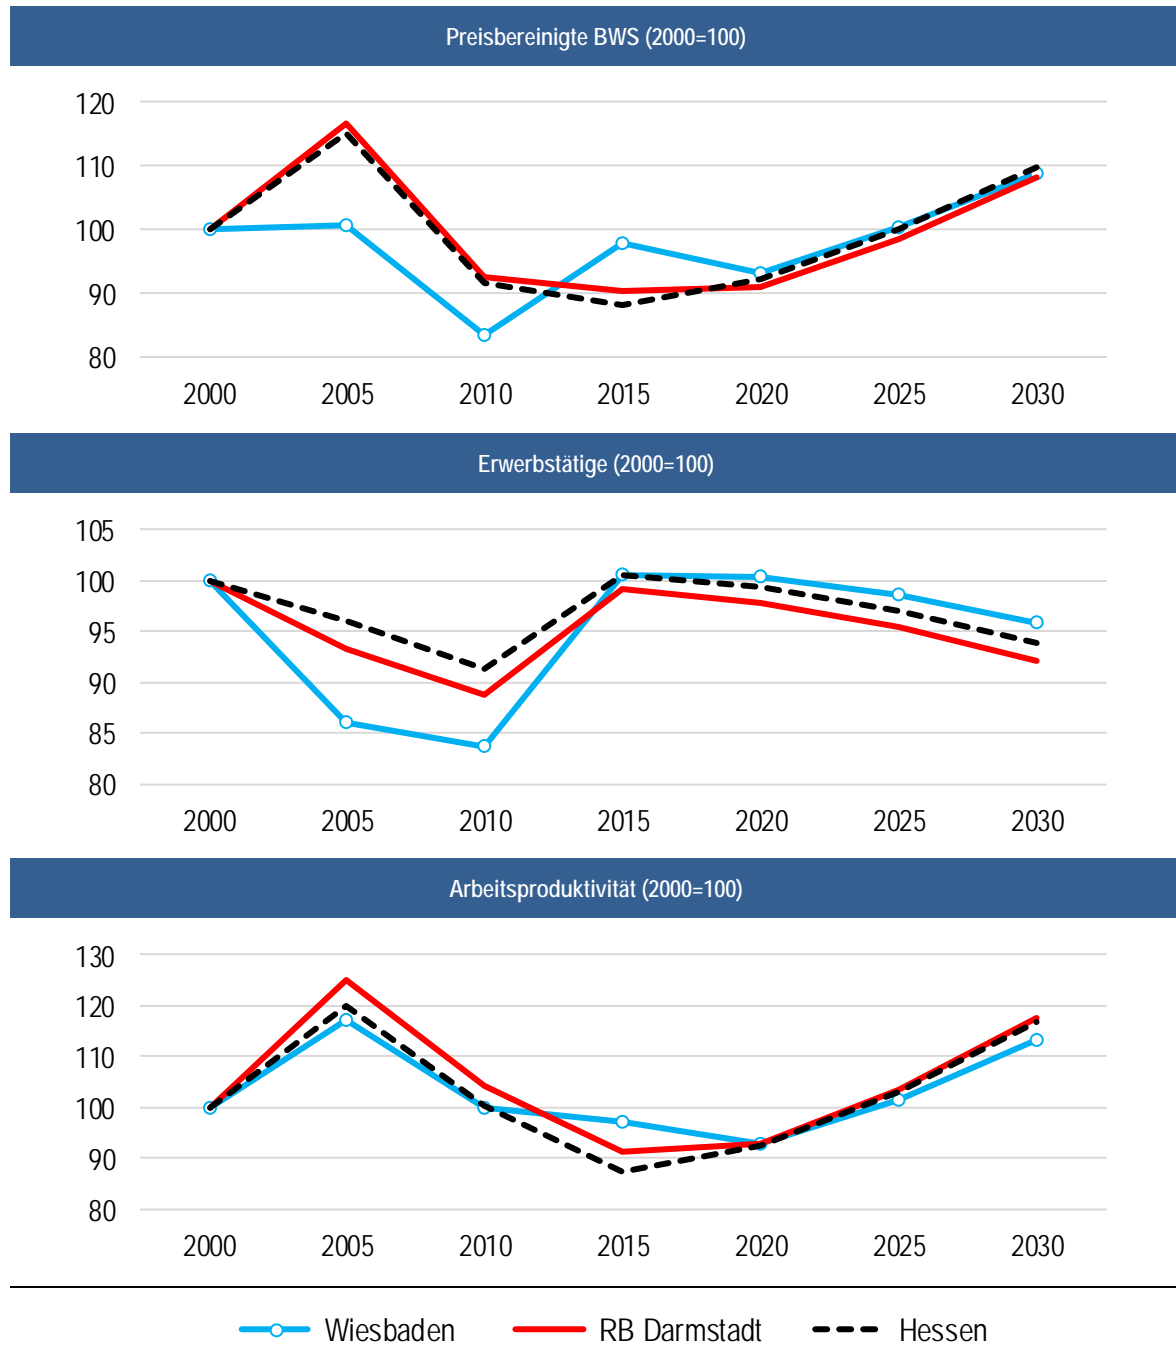 Preisbereinigte BWS (2000=100)
120
110
100
90
80
2000 2005 2010 2015 2020 2025 2030
Erwerbstätige (2000=100)
105
100
95
90
85
80
2000 2005 2010 2015 2020 2025 2030
Arbeitsproduktivität (2000=100)
130
120
110
100
90
80
2000 2005 2010 2015 2020 2025 2030
Wiesbaden RB Darmstadt Hessen